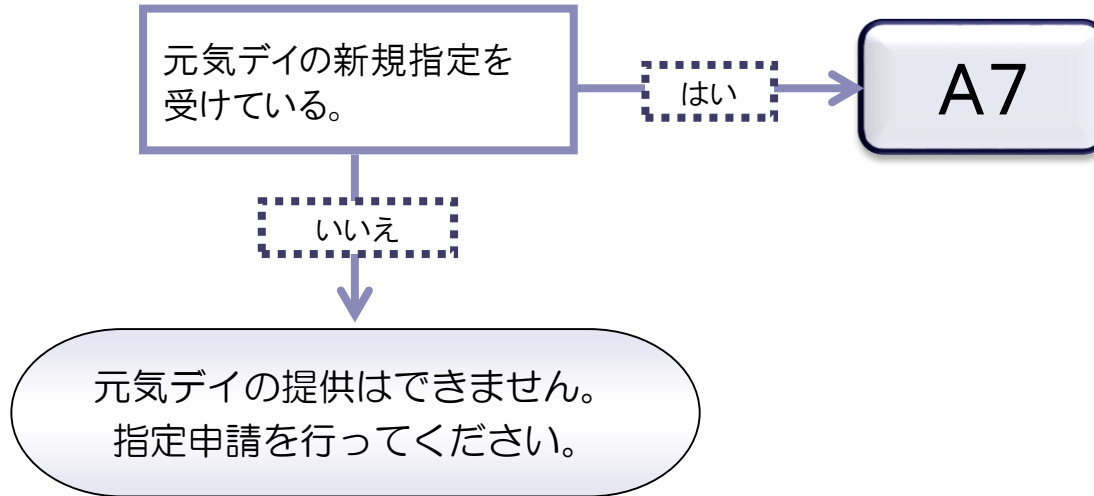 元気デイの新規指定を
受けている。
はい
A7
いいえ
元気デイの提供はできません。
指定申請を行ってください。